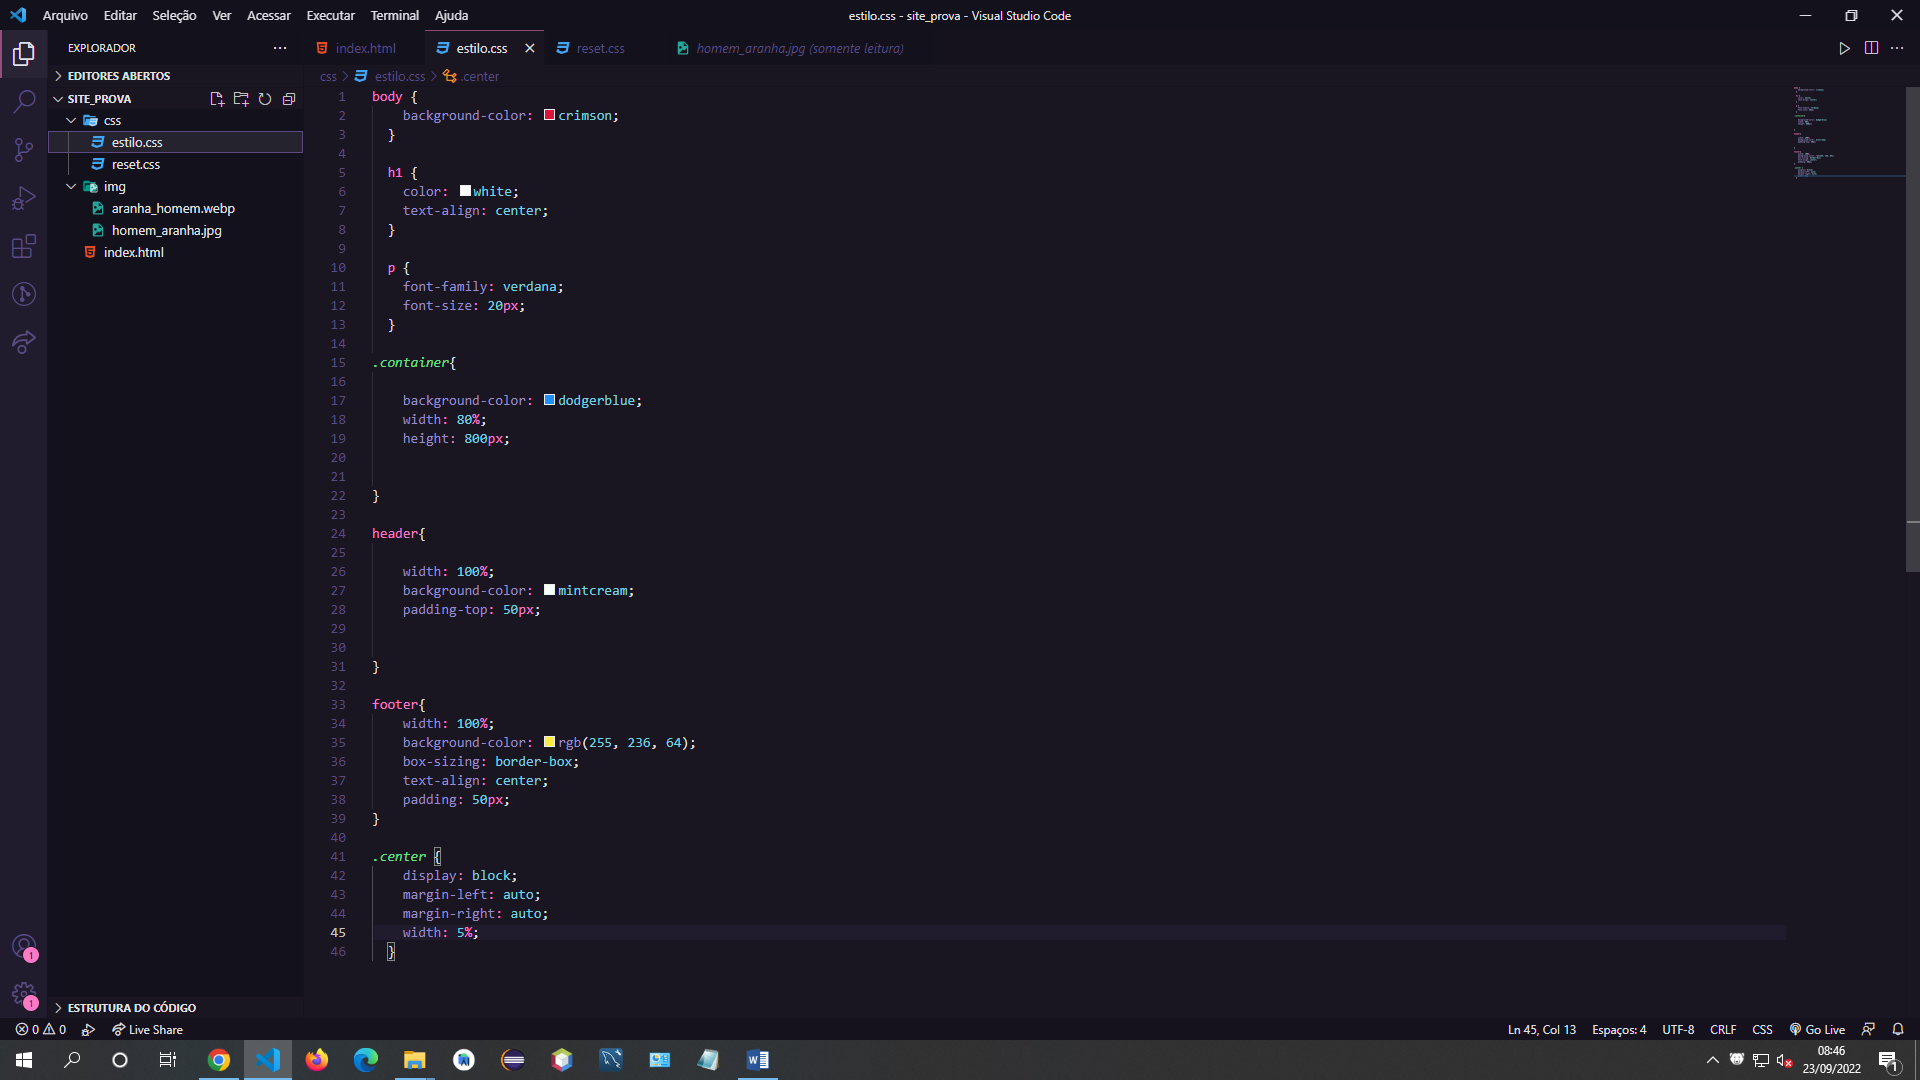 Arquivo Editar Seleção Ver Acessar Executar Terminal Ajuda
estilo.css - site_prova - Visual Studio Code
EXPLORADOR
index.html estilo.css reset.css homem_aranha.jpg (somente leitura)
EDITORES ABERTOS
css estilo.css .center
SITE_PROVA
css
estilo.css
reset.css
img
aranha_homem.webp
homem_aranha.jpg
index.html
1 body {
2 background-color: crimson;
3 }
4
5 h1 {
6 color: white;
7 text-align: center;
8 }
9
10 p {
11 font-family: verdana;
12 font-size: 20px;
13 }
14
15 .container{
16
17 background-color: dodgerblue;
18 width: 80%;
19 height: 800px;
20
21
22 }
23
24 header{
25
26 width: 100%;
27 background-color: mintcream;
28 padding-top: 50px;
29
30
31 }
32
33 footer{
34 width: 100%;
35 background-color: rgb(255, 236, 64);
36 box-sizing: border-box;
37 text-align: center;
38 padding: 50px;
39 }
40
41 .center {
42 display: block;
43 margin-left: auto;
44 margin-right: auto;
45 width: 5%;
46 }
1
1
ESTRUTURA DO CÓDIGO
0 0 Live Share
Ln 45, Col 13 Espaços: 4 UTF-8 CRLF CSS Go Live
08:46
23/09/2022
1